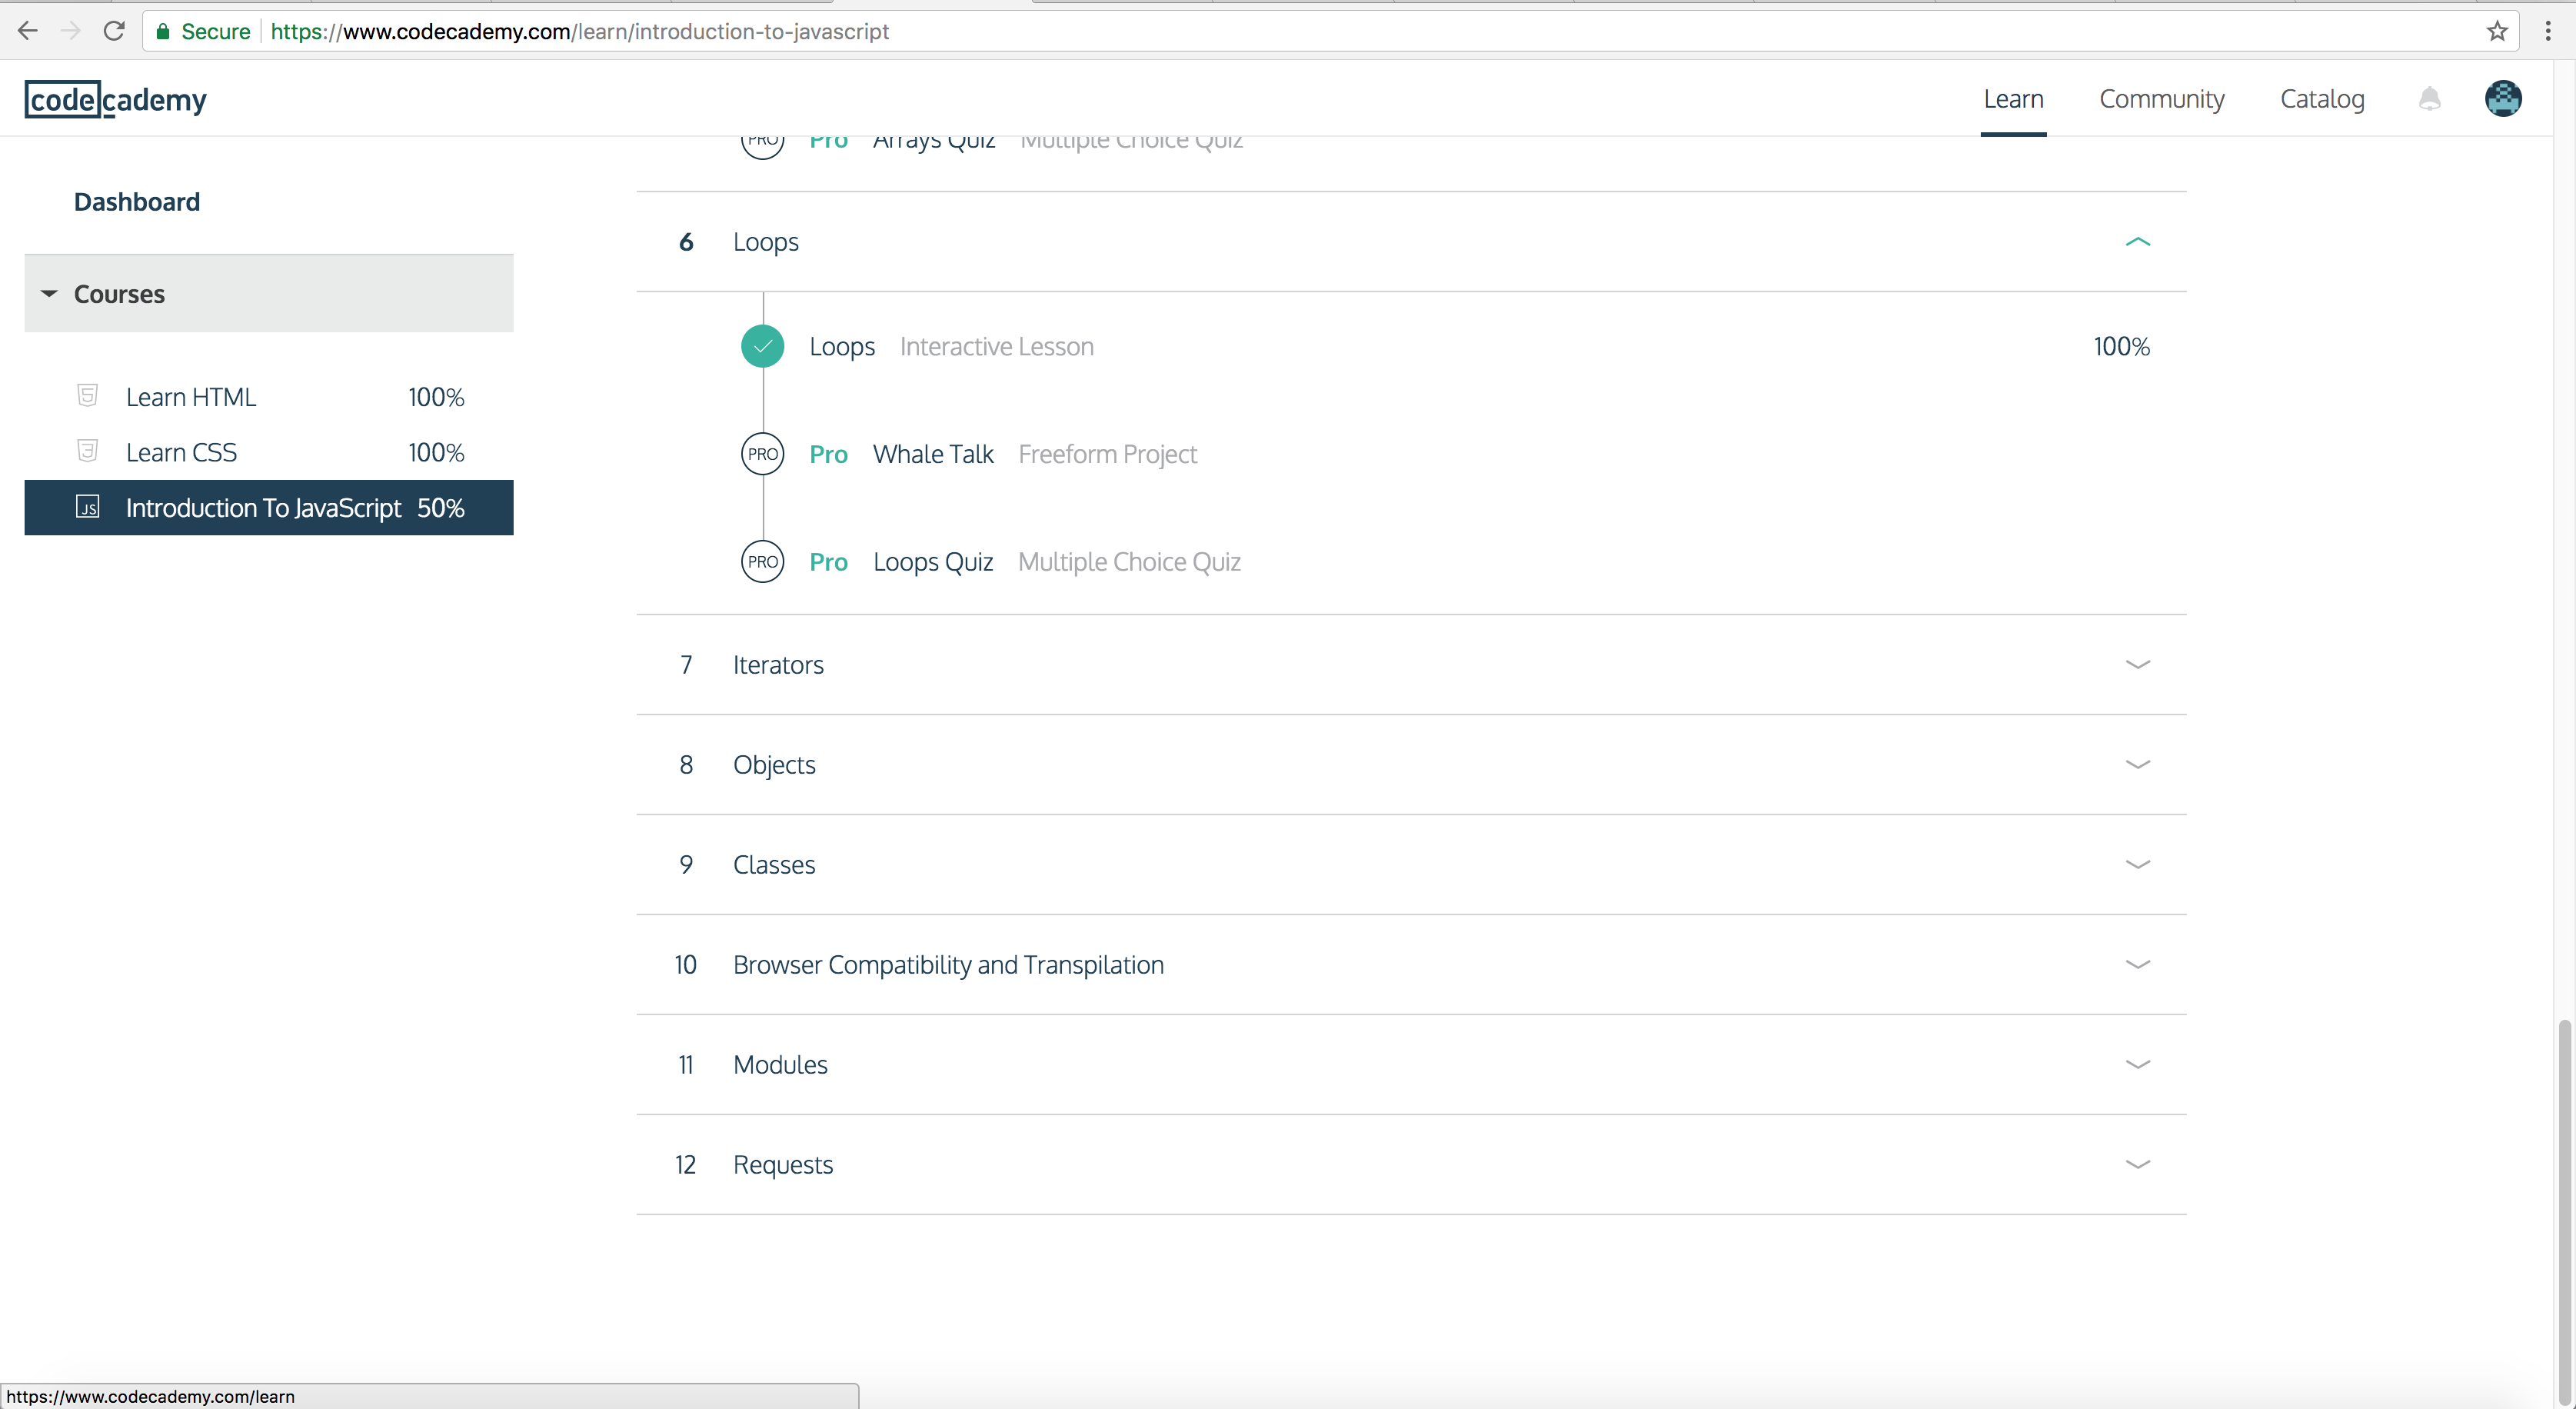 Secure https://www.codecademy.com/learn/introduction-to-javascript
codecademy
Learn Community Catalog
PRO Pro Arrays Quiz Multiple Choice Quiz
Dashboard
Courses
Learn HTML 100%
Learn CSS 100%
JS Introduction To JavaScript 50%
6 Loops
Loops Interactive Lesson 100%
PRO Pro Whale Talk Freeform Project
PRO Pro Loops Quiz Multiple Choice Quiz
7 Iterators
8 Objects
9 Classes
10 Browser Compatibility and Transpilation
11 Modules
12 Requests
https://www.codecademy.com/learn